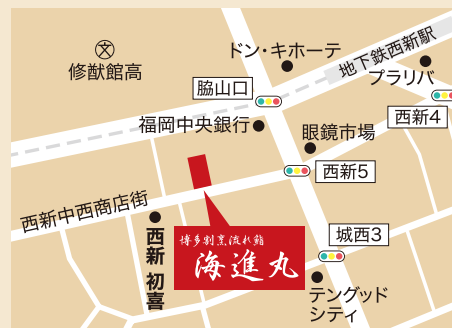 文
修猷館高
ドン・キホーテ
地下鉄西新駅
プラリバ
脇山口
西新4
福岡中央銀行
眼鏡市場
西新5
西新中西商店街
西新 初喜
博多割烹流れ鮨
海進丸
城西3
テングッド
シティ